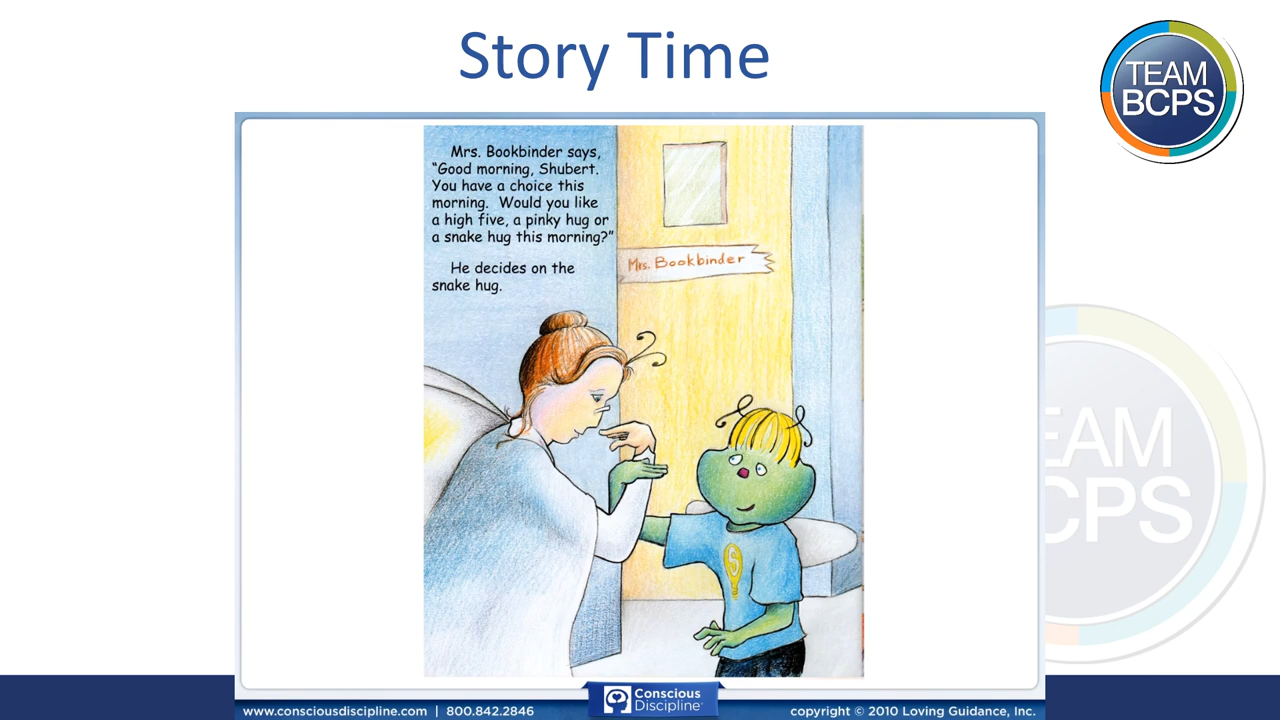 Story Time
TEAM
BCPS
Mrs. Bookbinder says,
“Good morning, Shubert.
You have a choice this
morning.  Would you like
a high five, a pinky hug or
a snake hug this morning?”
He decides on the
snake hug.
Mrs. Bookbinder
S
EAM
CPS
Conscious
Discipline
www.consciousdiscipline.com | 800.842.2846
copyright © 2010 Loving Guidance, Inc.